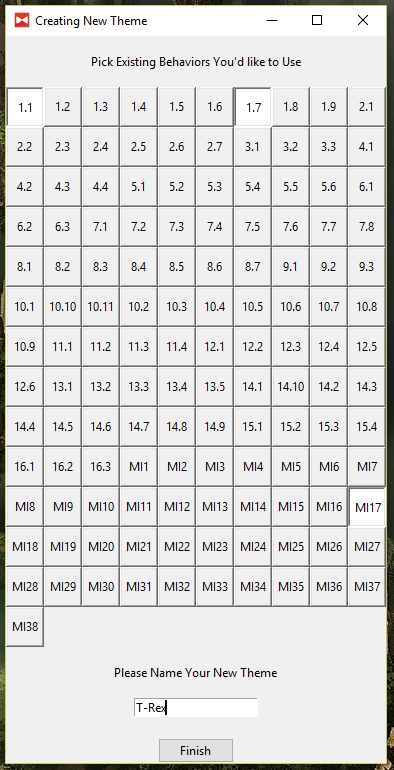 Creating New Theme
Pick Existing Behaviors You'd like to Use
1.1 1.2 1.3 1.4 1.5 1.6 1.7 1.8 1.9 2.1
2.2 2.3 2.4 2.5 2.6 2.7 3.1 3.2 3.3 4.1
4.2 4.3 4.4 5.1 5.2 5.3 5.4 5.5 5.6 6.1
6.2 6.3 7.1 7.2 7.3 7.4 7.5 7.6 7.7 7.8
8.1 8.2 8.3 8.4 8.5 8.6 8.7 9.1 9.2 9.3
10.1 10.10 10.11 10.2 10.3 10.4 10.5 10.6 10.7 10.8
10.9 11.1 11.2 11.3 11.4 12.1 12.2 12.3 12.4 12.5
12.6 13.1 13.2 13.3 13.4 13.5 14.1 14.10 14.2 14.3
14.4 14.5 14.6 14.7 14.8 14.9 15.1 15.2 15.3 15.4
16.1 16.2 16.3 MI1 MI2 MI3 MI4 MI5 MI6 MI7
MI8 MI9 MI10 MI11 MI12 MI13 MI14 MI15 MI16 MI17
MI18 MI19 MI20 MI21 MI22 MI23 MI24 MI25 MI26 MI27
MI28 MI29 MI30 MI31 MI32 MI33 MI34 MI35 MI36 MI37
MI38
Please Name Your New Theme
T-Rex
Finish